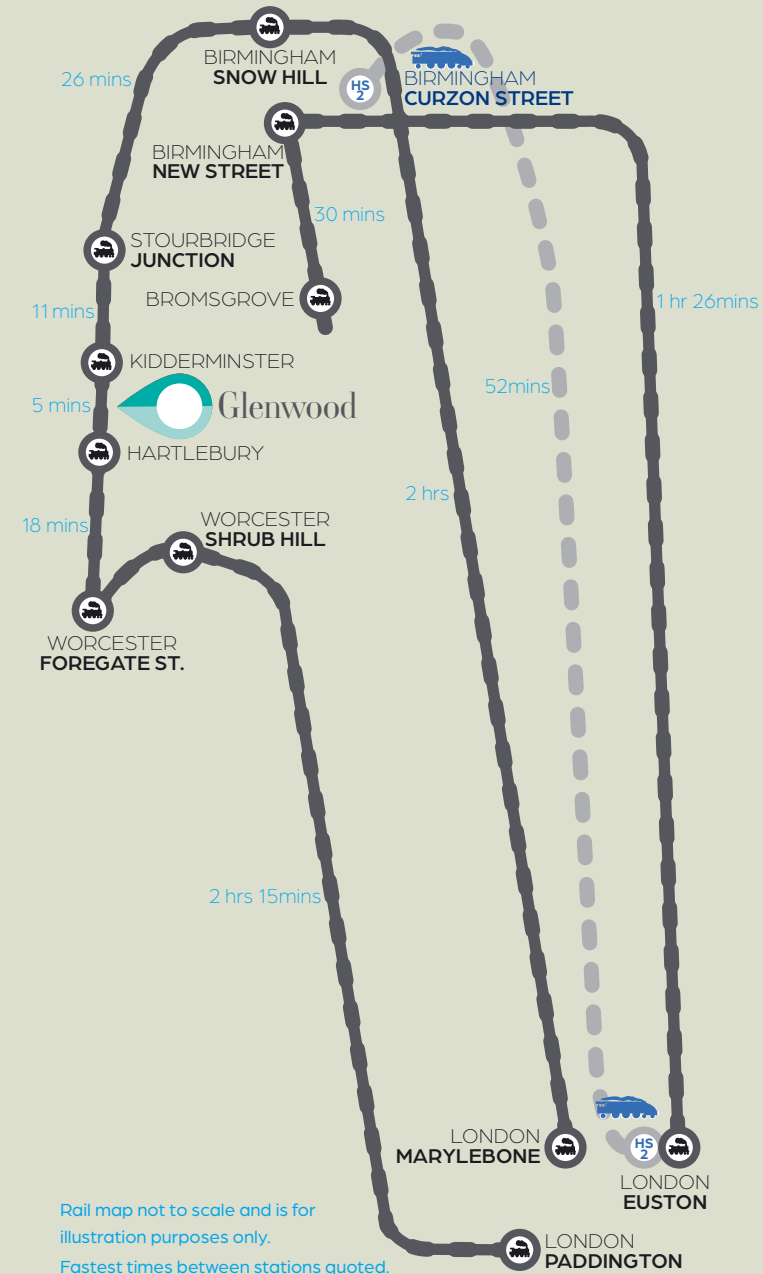 BIRMINGHAM
SNOW HILL
26 mins
HS
2
BIRMINGHAM
CURZON STREET
BIRMINGHAM
NEW STREET
30 mins
STOURBRIDGE
JUNCTION
BROMSGROVE
11 mins
1 hr 26mins
KIDDERMINSTER
5 mins
Glenwood
52mins
HARTLEBURY
2 hrs
18 mins
WORCESTER
SHRUB HILL
WORCESTER
FOREGATE ST.
2 hrs 15mins
LONDON
MARYLEBONE
HS
2
LONDON
EUSTON
Rail map not to scale and is for
illustration purposes only.
Fastest times between stations quoted.
LONDON
PADDINGTON